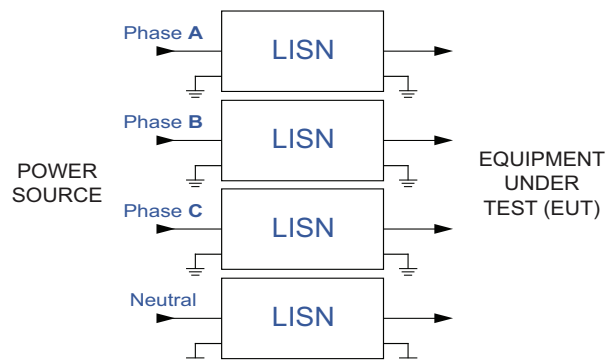 Phase A
LISN
Phase B
LISN
POWER
SOURCE
EQUIPMENT
UNDER
TEST (EUT)
Phase C
LISN
Neutral
LISN